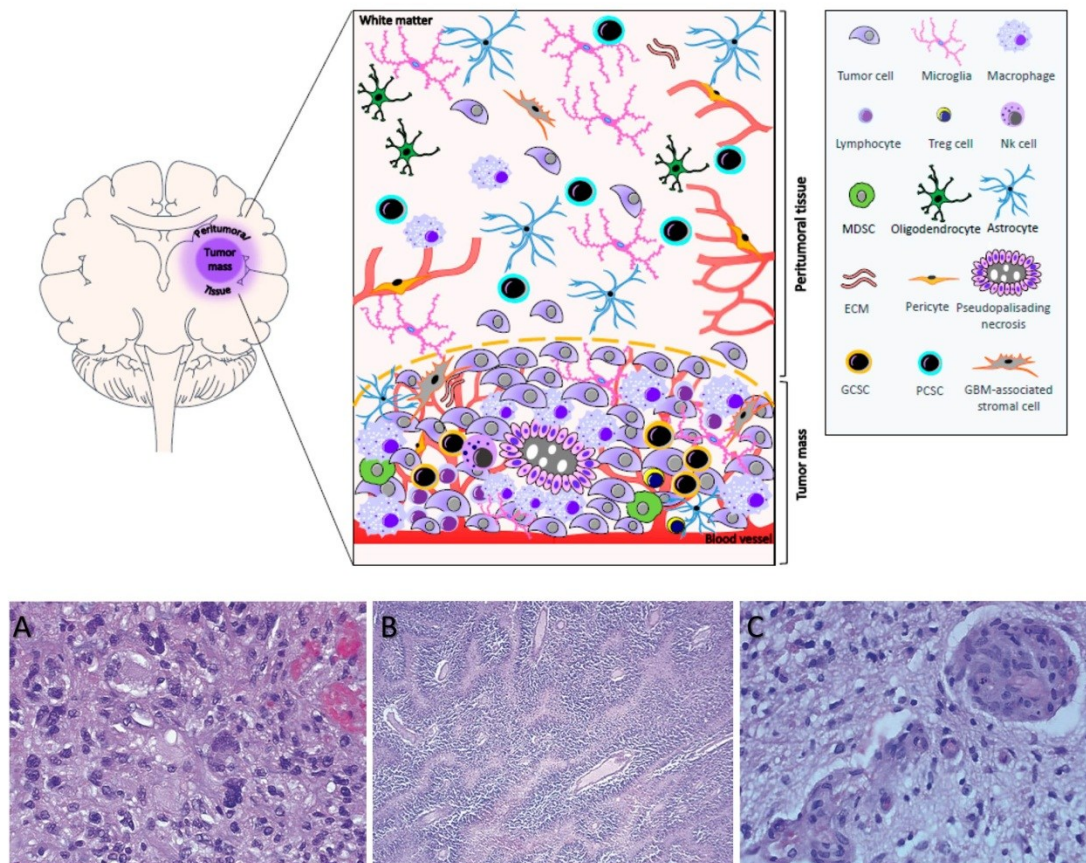 White matter
Peritumoral
Tumor
mass
Tissue
Peritumoral tissue
Tumor mass
Blood vessel
Tumor cell
Microglia
Macrophage
Lymphocyte
Treg cell
Nk cell
MDSC
Oligodendrocyte
Astrocyte
ECM
Pericyte
Pseudopalisading
necrosis
GCSC
PCSC
GBM-associated
stromal cell
A
B
C